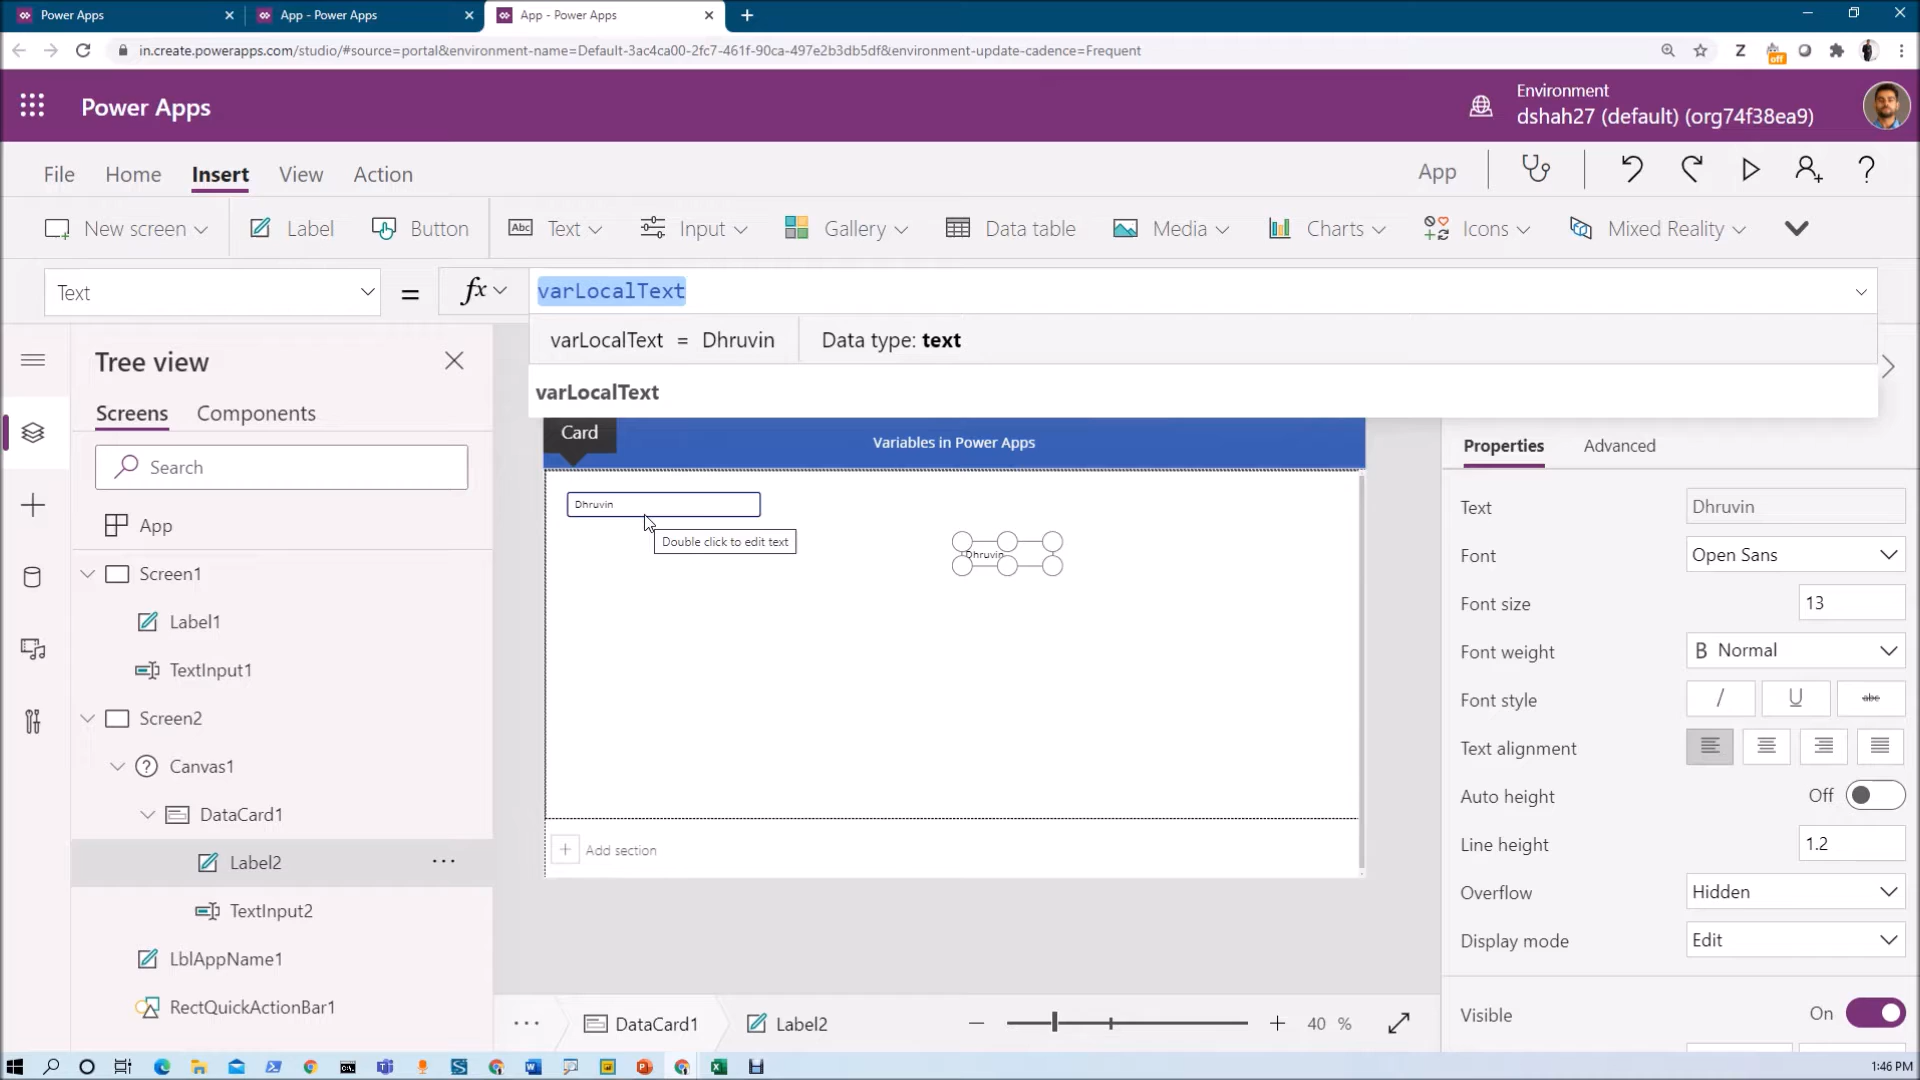 Power Apps
App - Power Apps
App - Power Apps
in.create.powerapps.com/studio/#source=portal&environment-name=Default-3ac4ca00-2fc7-461f-90ca-497e2b3db5df&environment-update-cadence=Frequent
Z
off
Power Apps
Environment
dshah27 (default) (org74f38ea9)
File Home Insert View Action
App
?
New screen Label Button Abc Text Input Gallery Data table Media Charts Icons Mixed Reality
Text = fx varLocalText
varLocalText = Dhruvin Data type: text
varLocalText
Tree view
Screens Components
Search
App
Screen1
Label1
TextInput1
Screen2
Canvas1
DataCard1
Label2
TextInput2
LblAppName1
RectQuickActionBar1
Card
Variables in Power Apps
Dhruvin
Double click to edit text
Dhruvin
Add section
DataCard1 Label2
40 %
Properties Advanced
Text Dhruvin
Font Open Sans
Font size 13
Font weight B Normal
Font style / U abc
Text alignment
Auto height Off
Line height 1.2
Overflow Hidden
Display mode Edit
Visible On
1:46 PM